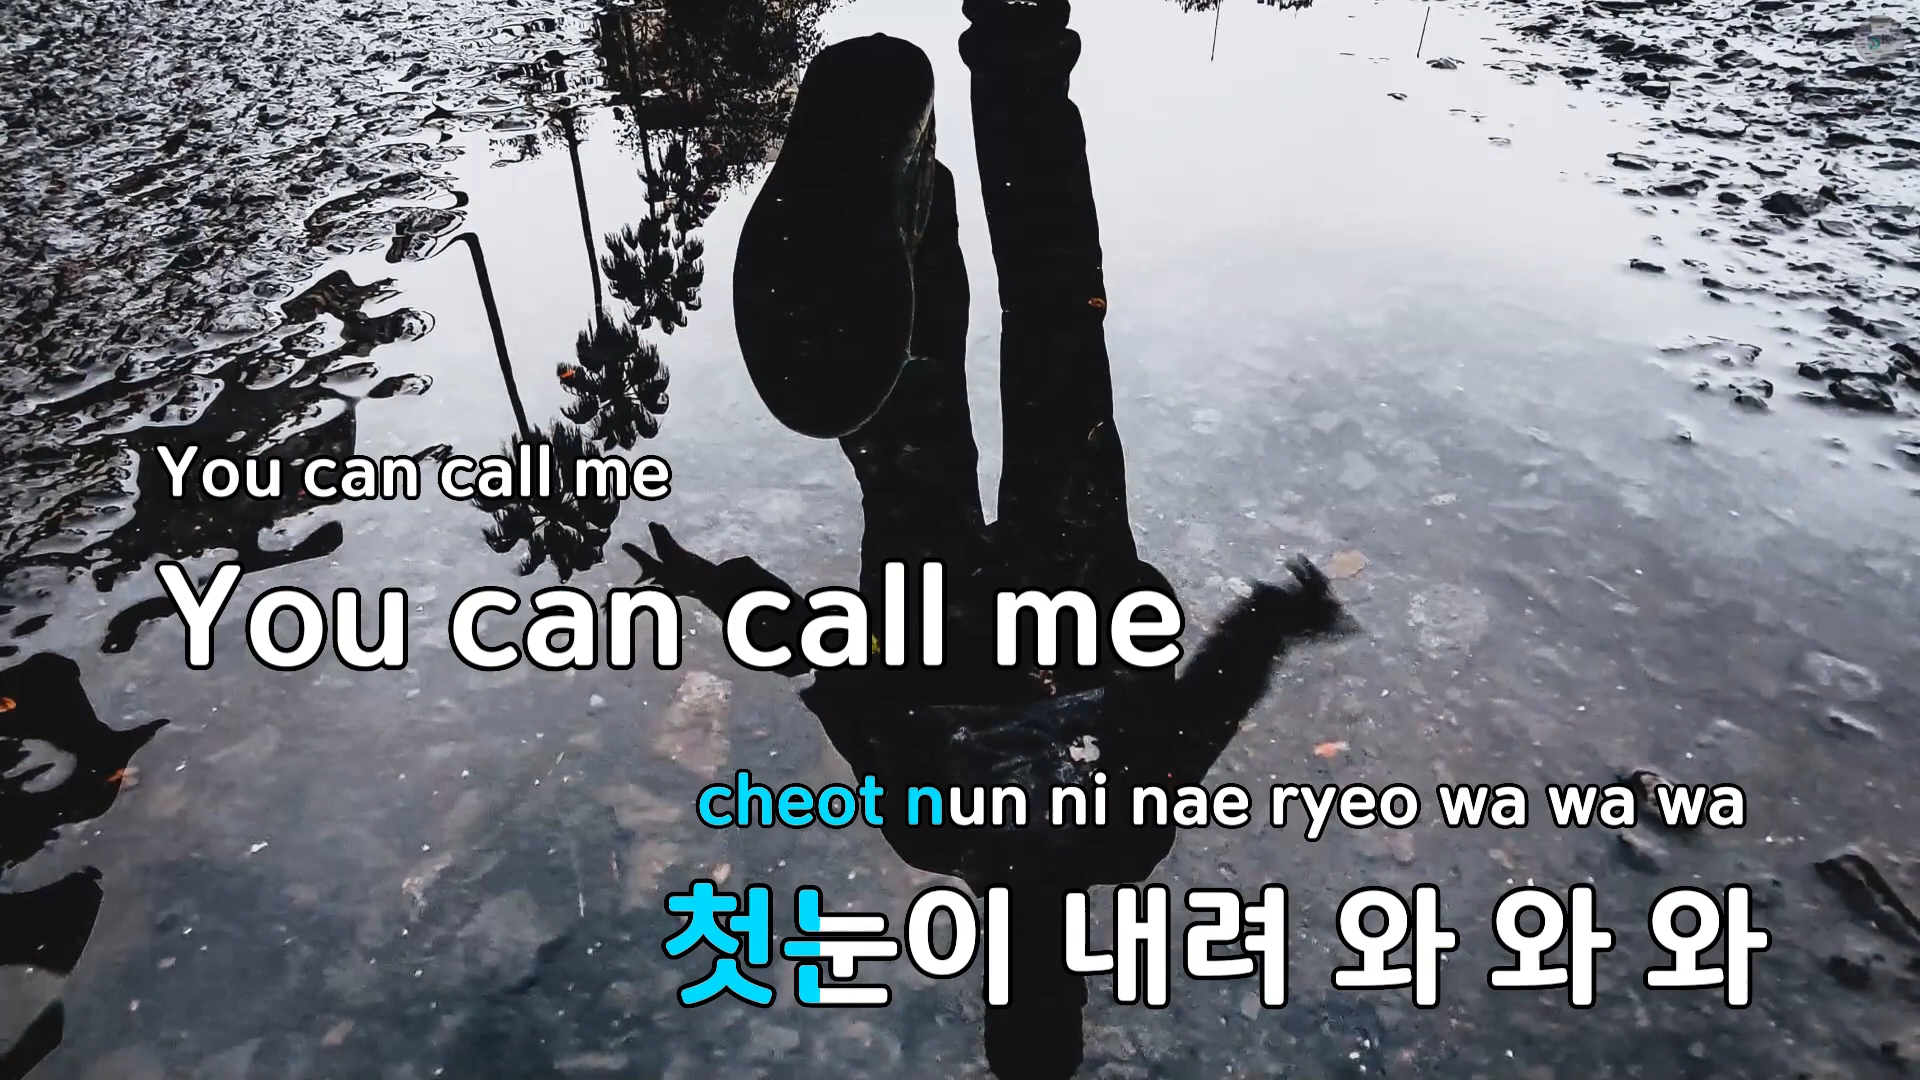 You can call me
You can call me
cheot nun ni nae ryeo wa wa wa
첫눈이 내려 와 와 와